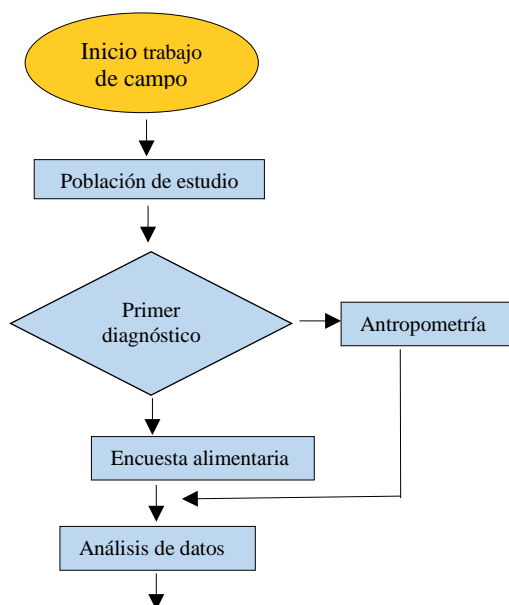 Inicio trabajo
de campo
Población de estudio
Primer
diagnóstico
Antropometría
Encuesta alimentaria
Análisis de datos